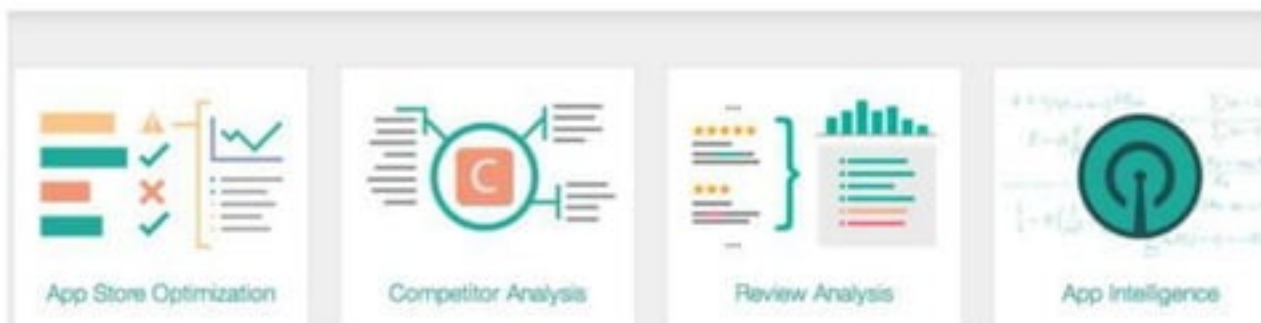 C
App Store Optimization
Competitor Analysis
Review Analysis
App Intelligence